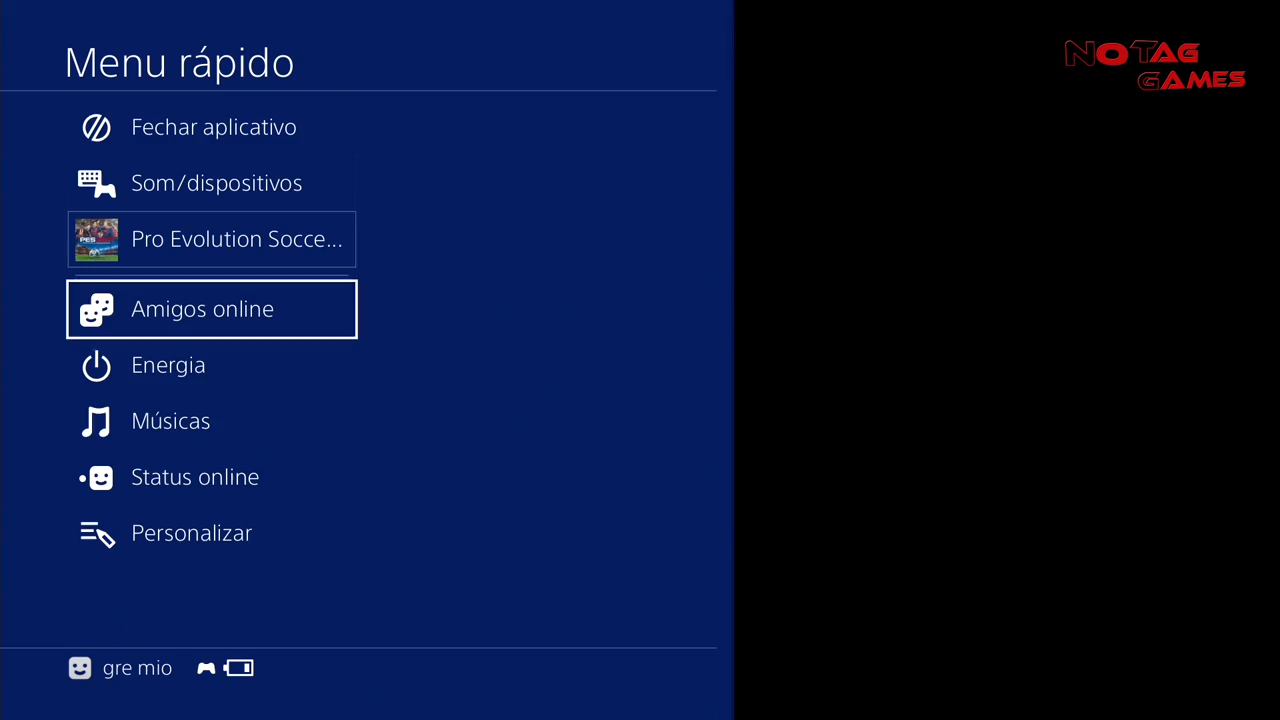 Menu rápido
NoTag
Games
Fechar aplicativo
Som/dispositivos
PES
Pro Evolution Socce...
Amigos online
Energia
Músicas
Status online
Personalizar
gre mio